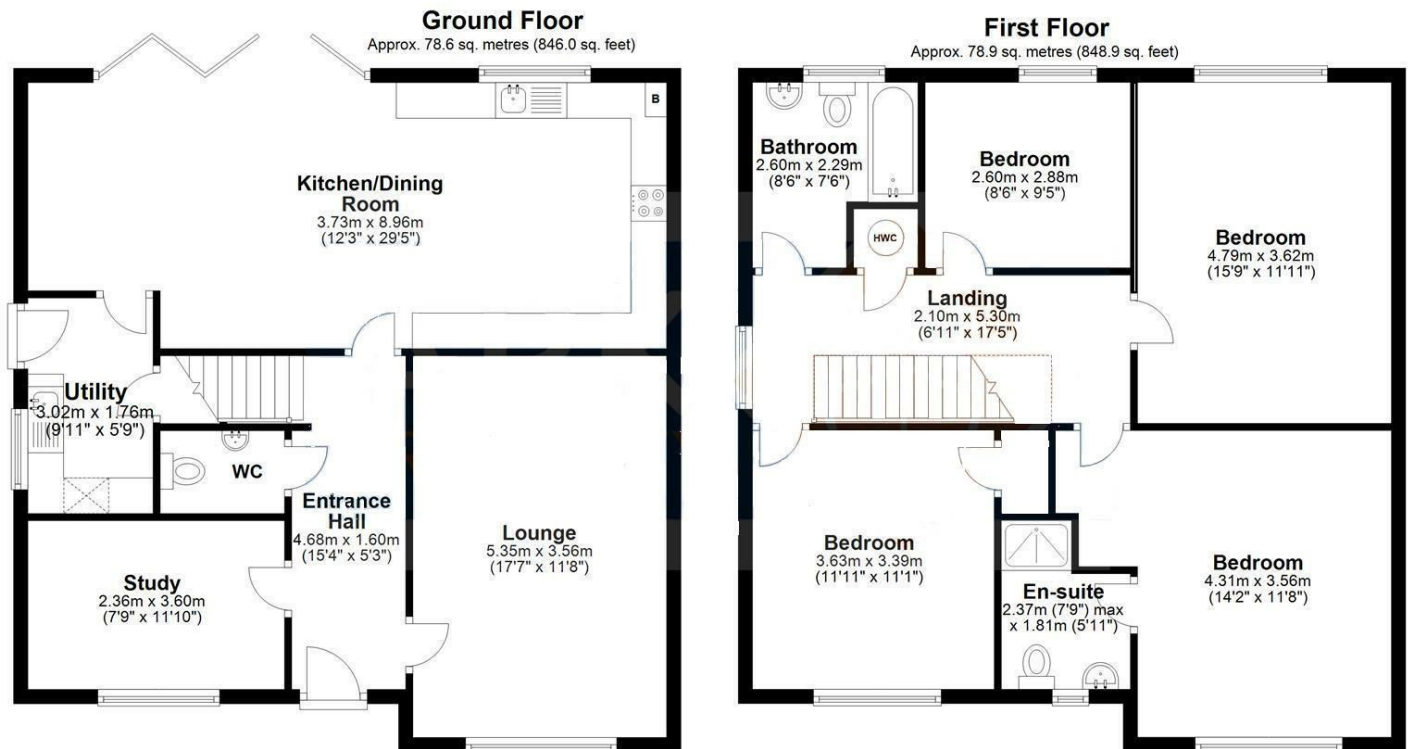 Ground Floor
Approx. 78.6 sq. metres (846.0 sq. feet)
B
Kitchen/Dining
Room
3.73m x 8.96m
(12'3" x 29'5")
Utility
3.02m x 1.76m
(9'11" x 5'9")
WC
Entrance
Hall
4.68m x 1.60m
(15'4" x 5'3")
Lounge
5.35m x 3.56m
(17'7" x 11'8")
Study
2.36m x 3.60m
(7'9" x 11'10")
First Floor
Approx. 78.9 sq. metres (848.9 sq. feet)
Bathroom
2.60m x 2.29m
(8'6" x 7'6")
Bedroom
2.60m x 2.88m
(8'6" x 9'5")
HWC
Bedroom
4.79m x 3.62m
(15'9" x 11'11")
Landing
2.10m x 5.30m
(6'11" x 17'5")
Bedroom
3.63m x 3.39m
(11'11" x 11'1")
En-suite
2.37m (7'9") max
x 1.81m (5'11")
Bedroom
4.31m x 3.56m
(14'2" x 11'8")